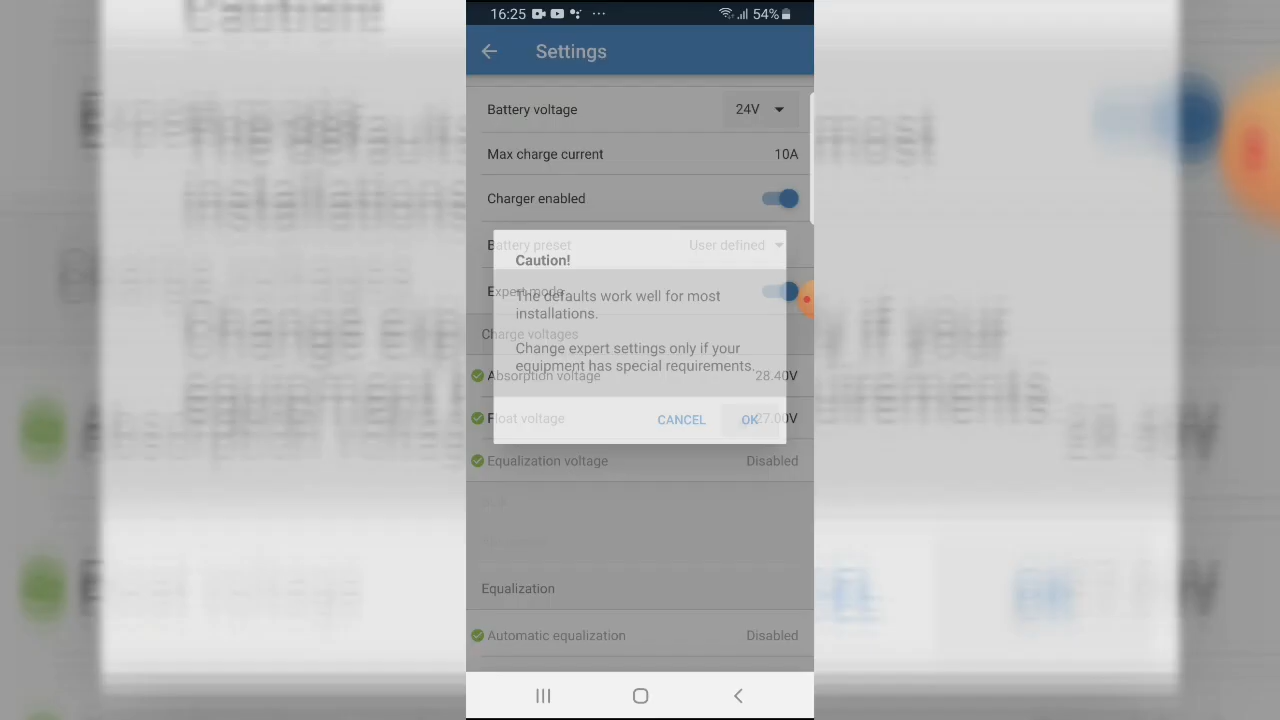 16:25 54%
Settings
Battery voltage 24V
Max charge current 10A
Charger enabled
Battery preset User defined
Caution!
Expert mode
The defaults work well for most
installations.
Charge voltages
Change expert settings only if your
equipment has special requirements.
Absorption voltage 28.40V
Float voltage 27.00V
CANCEL OK
Equalization voltage Disabled
Equalization
Automatic equalization Disabled